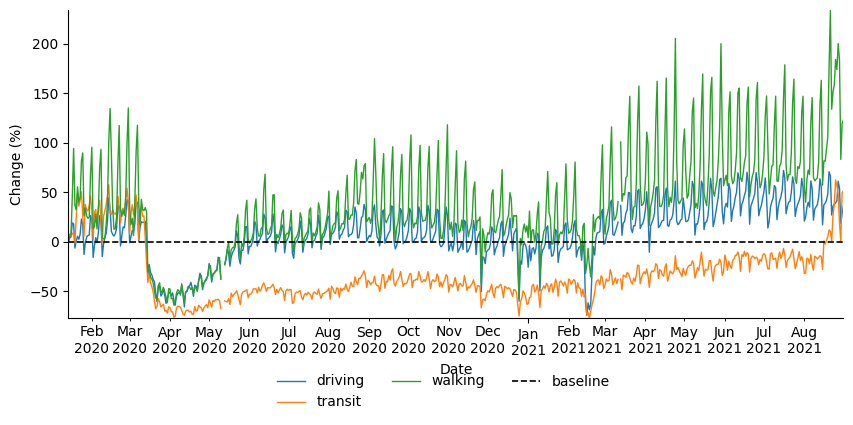 200
150
100
50
0
−50
Change (%)
Feb Mar Apr May Jun Jul Aug Sep Oct Nov Dec Jan Feb Mar Apr May Jun Jul Aug
2020 2020 2020 2020 2020 2020 2020 2020 2020 2020 2020 2021 2021 2021 2021 2021 2021 2021 2021
Date
driving walking baseline
transit